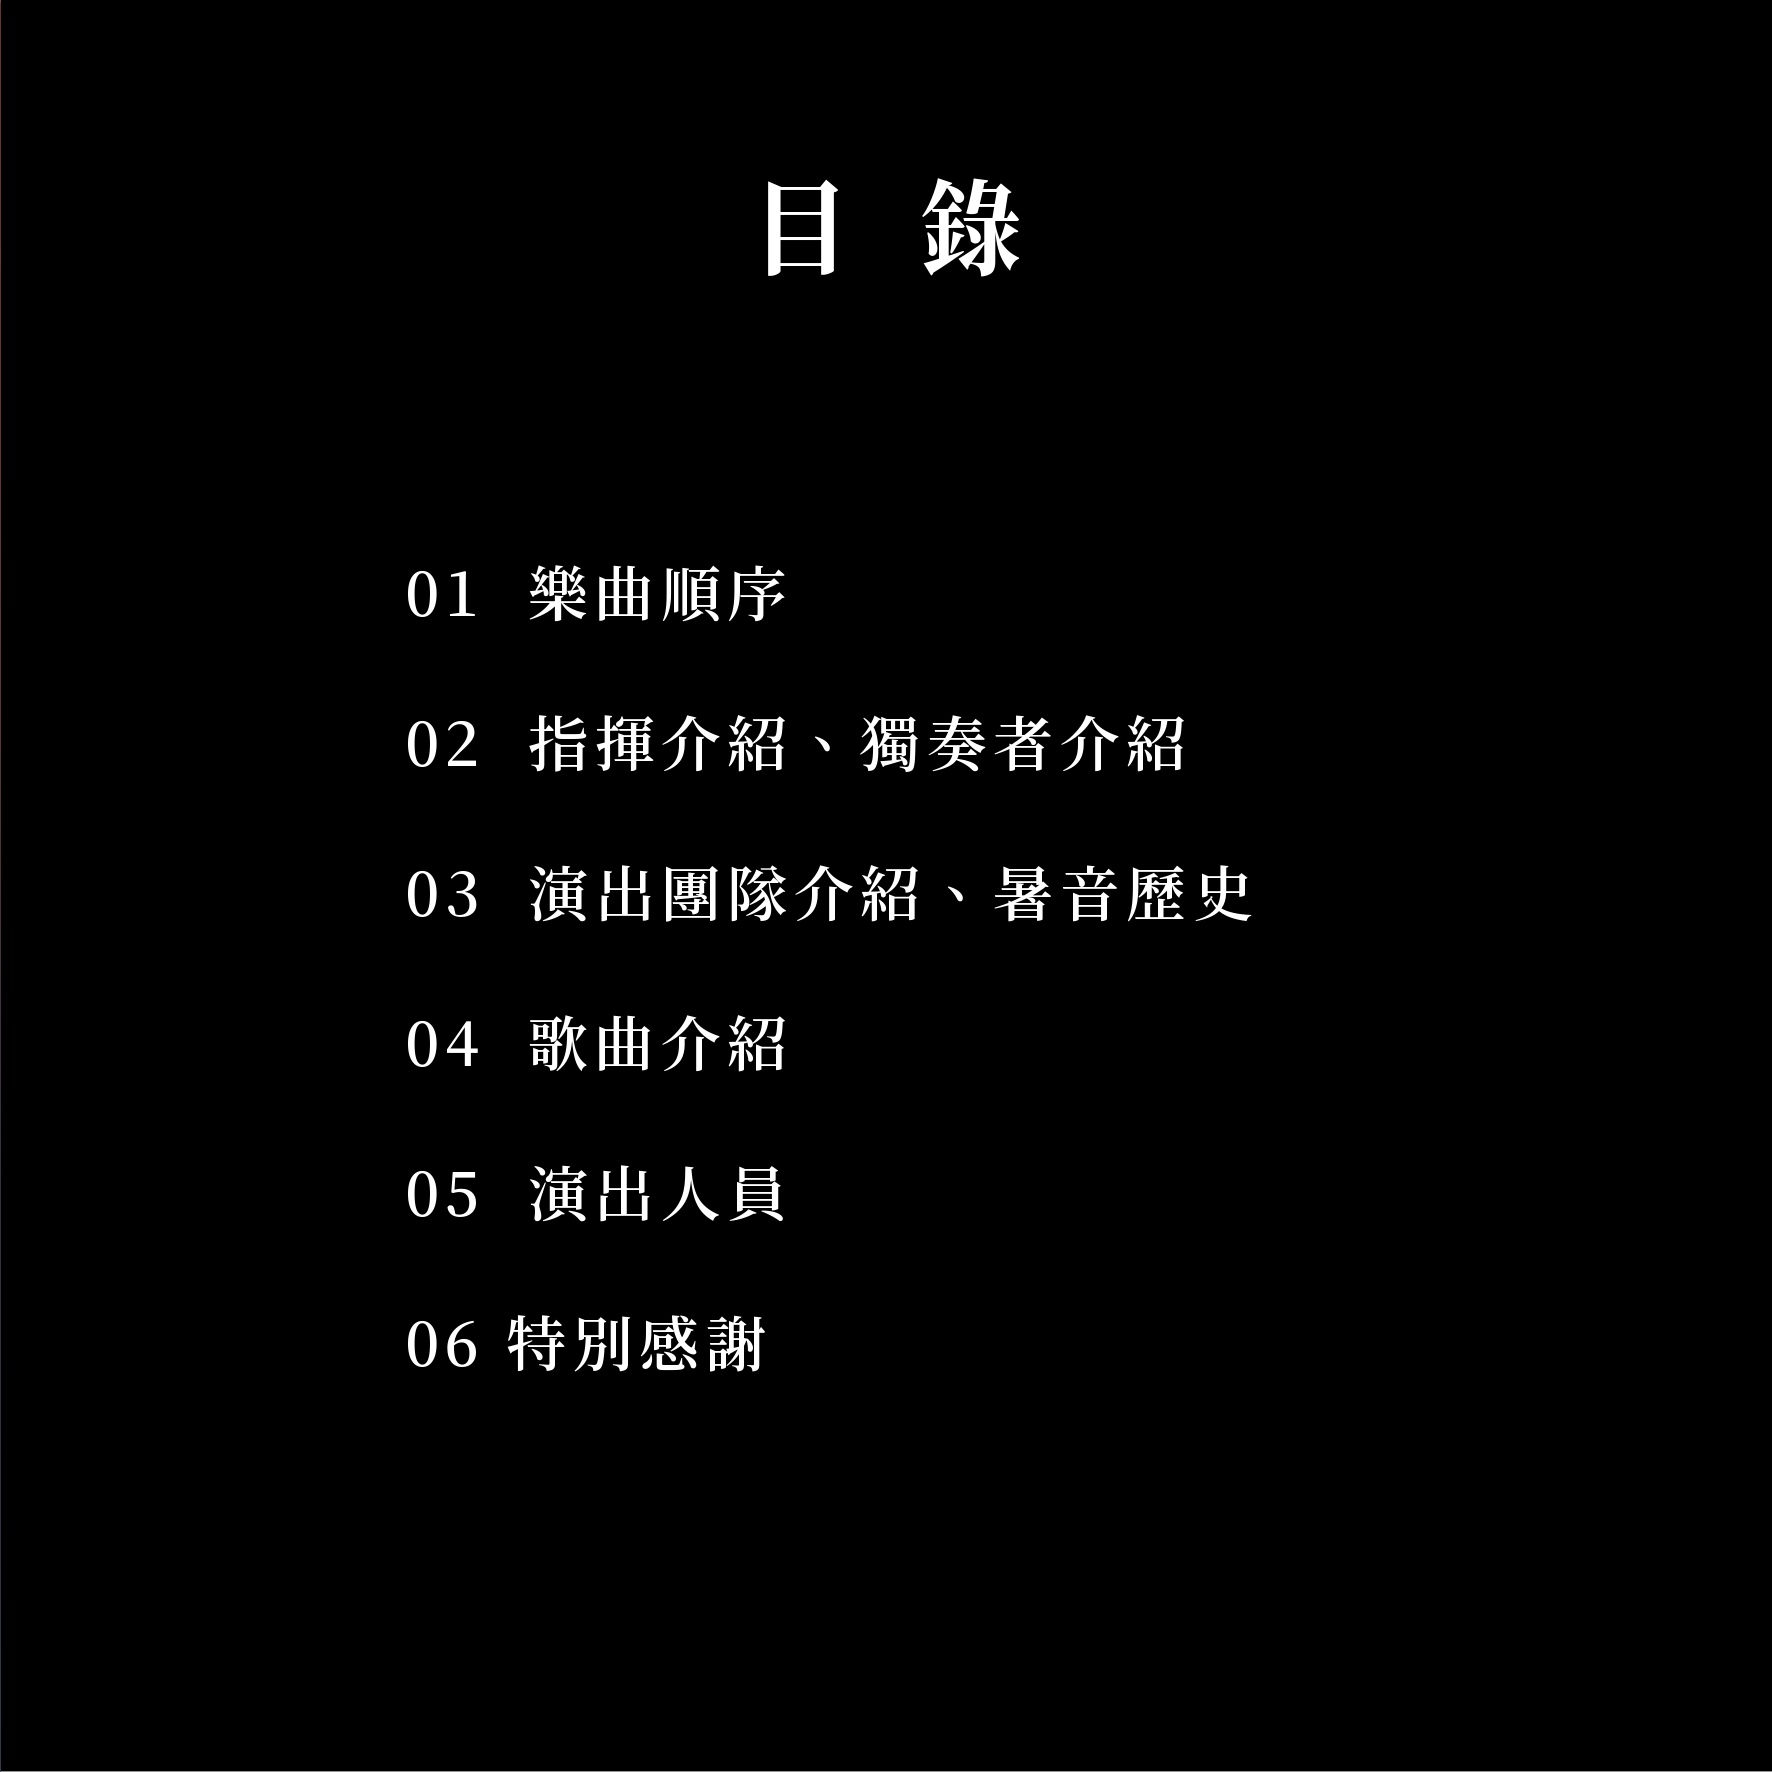 目 錄
01 樂曲順序
02 指揮介紹、獨奏者介紹
03 演出團隊介紹、暑音歷史
04 歌曲介紹
05 演出人員
06 特別感謝